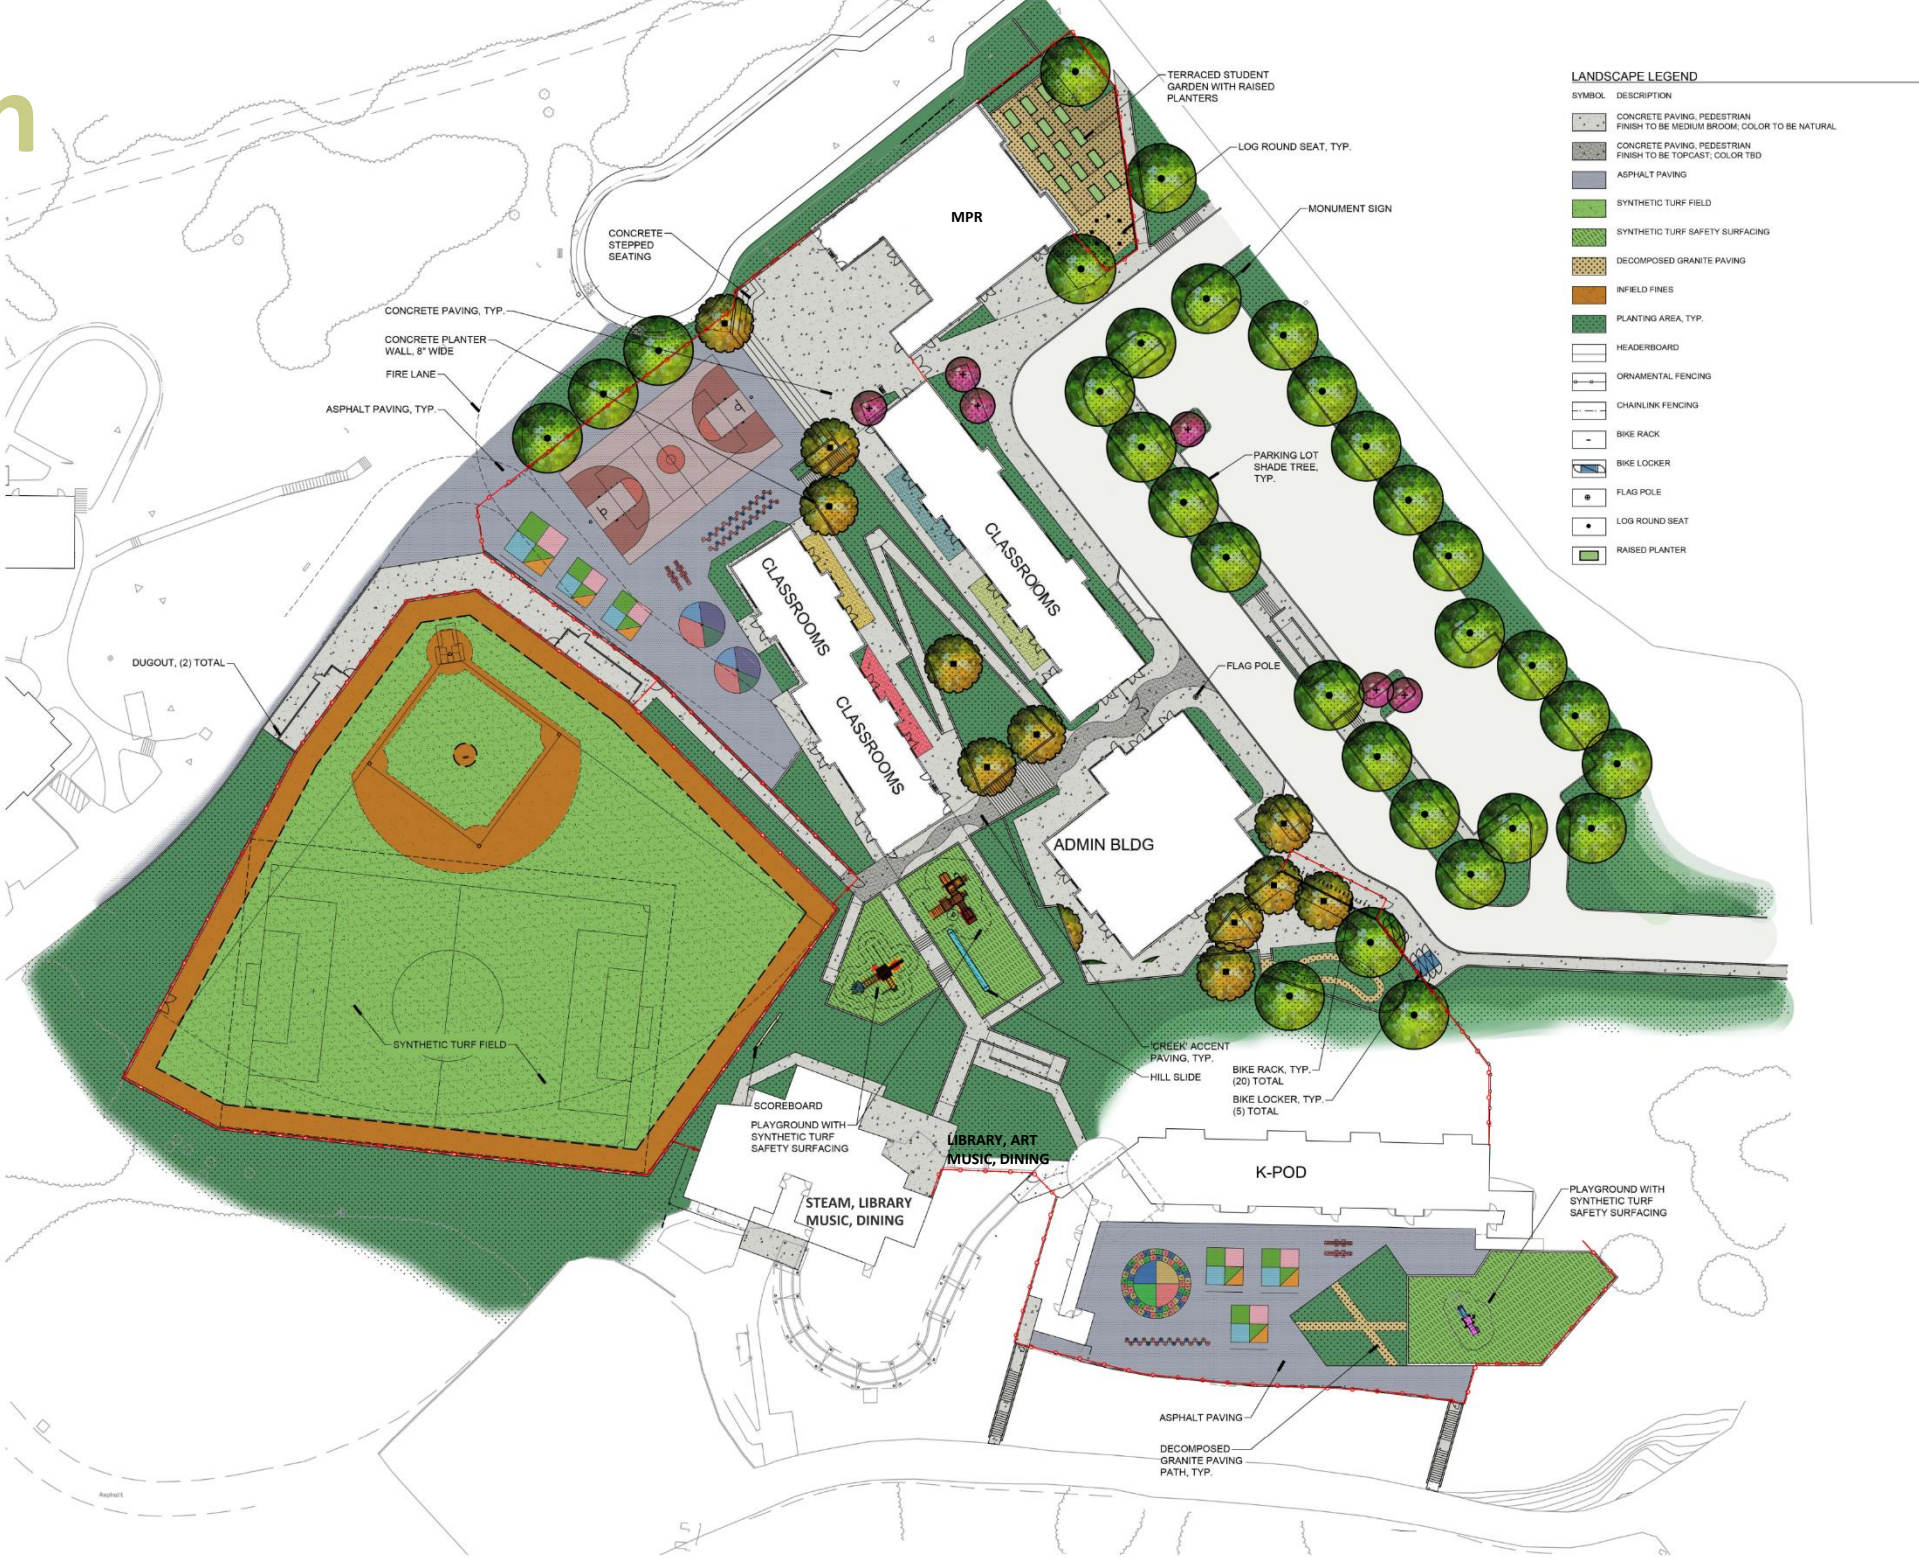 n
TERRACED STUDENT
GARDEN WITH RAISED
PLANTERS
LOG ROUND SEAT, TYP.
MONUMENT SIGN
MPR
CONCRETE
STEPPED
SEATING
CONCRETE PAVING, TYP.
CONCRETE PLANTER
WALL, 8" WIDE
FIRE LANE
ASPHALT PAVING, TYP.
PARKING LOT
SHADE TREE,
TYP.
CLASSROOMS
CLASSROOMS
CLASSROOMS
FLAG POLE
DUGOUT, (2) TOTAL
ADMIN BLDG
SYNTHETIC TURF FIELD
'CREEK' ACCENT
PAVING, TYP.
HILL SLIDE
BIKE RACK, TYP.
(20) TOTAL
BIKE LOCKER, TYP.
(5) TOTAL
SCOREBOARD
PLAYGROUND WITH
SYNTHETIC TURF
SAFETY SURFACING
LIBRARY, ART
MUSIC, DINING
STEAM, LIBRARY
MUSIC, DINING
K-POD
PLAYGROUND WITH
SYNTHETIC TURF
SAFETY SURFACING
ASPHALT PAVING
DECOMPOSED
GRANITE PAVING
PATH, TYP.
Asphalt
LANDSCAPE LEGEND
SYMBOL DESCRIPTION
CONCRETE PAVING, PEDESTRIAN
FINISH TO BE MEDIUM BROOM; COLOR TO BE NATURAL
CONCRETE PAVING, PEDESTRIAN
FINISH TO BE TOPCAST; COLOR TBD
ASPHALT PAVING
SYNTHETIC TURF FIELD
SYNTHETIC TURF SAFETY SURFACING
DECOMPOSED GRANITE PAVING
INFIELD FINES
PLANTING AREA, TYP.
HEADERBOARD
ORNAMENTAL FENCING
CHAINLINK FENCING
BIKE RACK
BIKE LOCKER
FLAG POLE
LOG ROUND SEAT
RAISED PLANTER